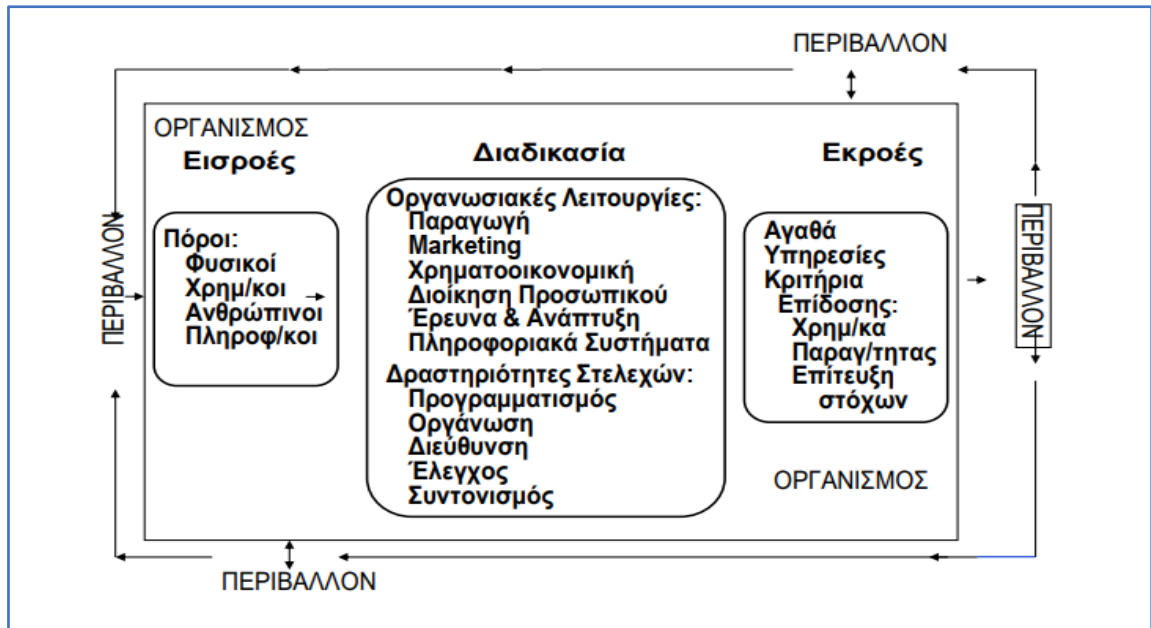 ΠΕΡΙΒΑΛΛΟΝ
ΟΡΓΑΝΙΣΜΟΣ
Εισροές
Διαδικασία
Εκροές
ΠΕΡΙΒΑΛΛΟΝ
Πόροι:
Φυσικοί
Χρημ/κοι
Ανθρώπινοι
Πληροφ/κοι
Οργανωσιακές Λειτουργίες:
Παραγωγή
Marketing
Χρηματοοικονομική
Διοίκηση Προσωπικού
Έρευνα & Ανάπτυξη
Πληροφοριακά Συστήματα
Δραστηριότητες Στελεχών:
Προγραμματισμός
Οργάνωση
Διεύθυνση
Έλεγχος
Συντονισμός
Αγαθά
Υπηρεσίες
Κριτήρια
Επίδοσης:
Χρημ/κα
Παραγ/τητας
Επίτευξη
στόχων
ΠΕΡΙΒΑΛΛΟΝ
ΟΡΓΑΝΙΣΜΟΣ
ΠΕΡΙΒΑΛΛΟΝ